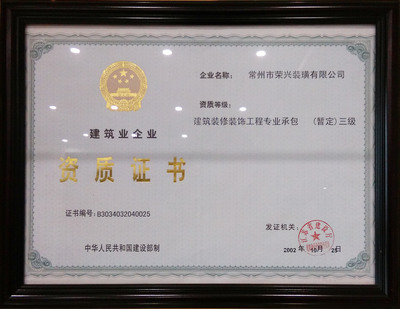 建筑业企业
资质证书
证书编号: B3034032040025
中华人民共和国建设部制
企业名称: 常州市荣兴装璜有限公司
资质等级:
建筑装修装饰工程专业承包 (暂定)三级
发证机关:
2002 年 10 月 25 日